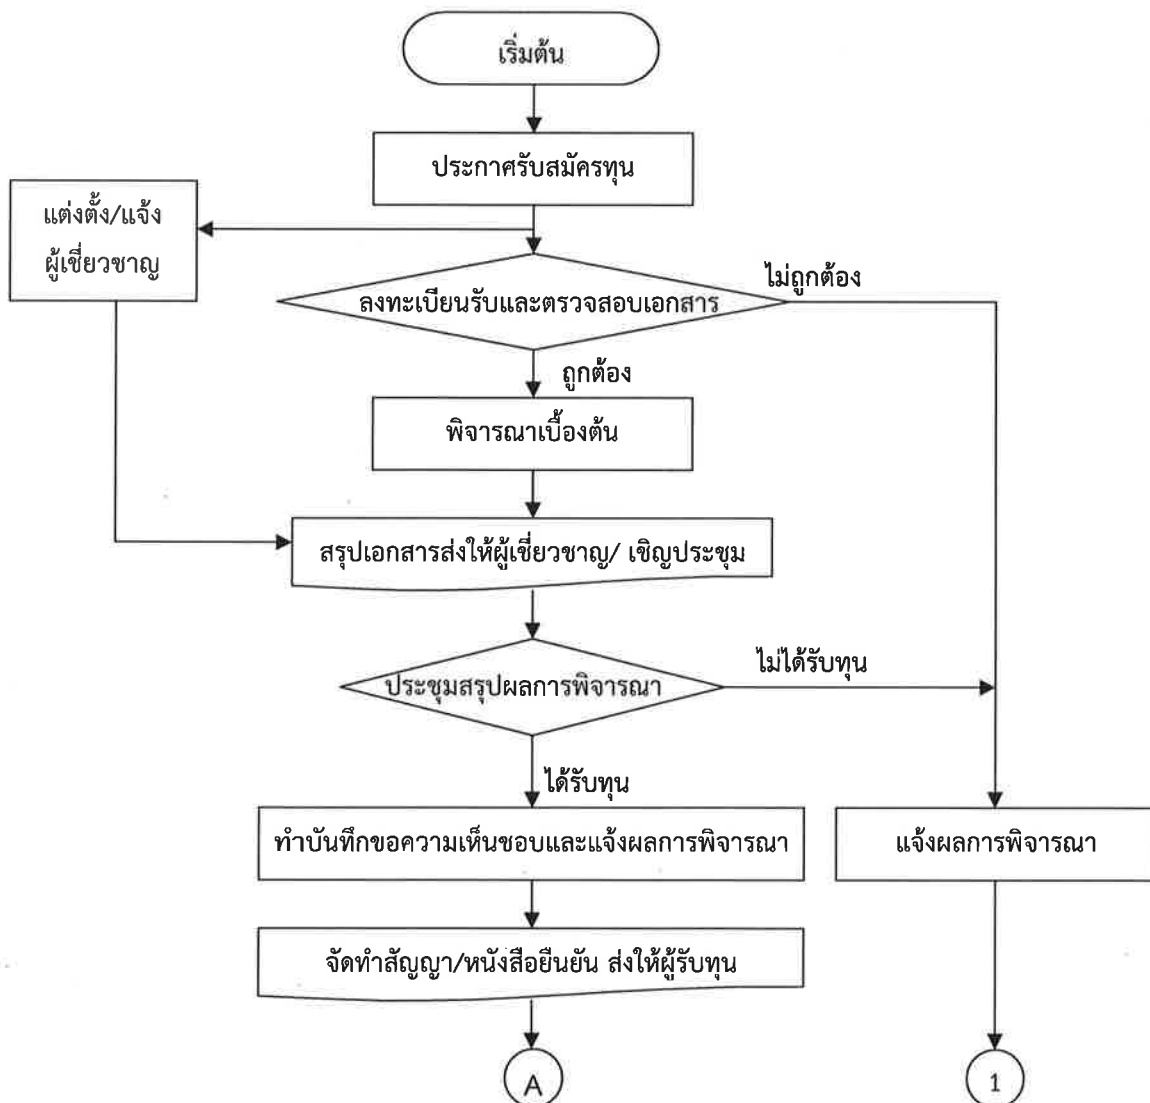 เริ่มต้น
ประกาศรับสมัครทุน
แต่งตั้ง/แจ้ง
ผู้เชี่ยวชาญ
ไม่ถูกต้อง
ลงทะเบียนรับและตรวจสอบเอกสาร
ถูกต้อง
พิจารณาเบื้องต้น
สรุปเอกสารส่งให้ผู้เชี่ยวชาญ/ เชิญประชุม
ไม่ได้รับทุน
ประชุมสรุปผลการพิจารณา
ได้รับทุน
ทำบันทึกขอความเห็นชอบและแจ้งผลการพิจารณา
แจ้งผลการพิจารณา
จัดทำสัญญา/หนังสือยืนยัน ส่งให้ผู้รับทุน
A
1